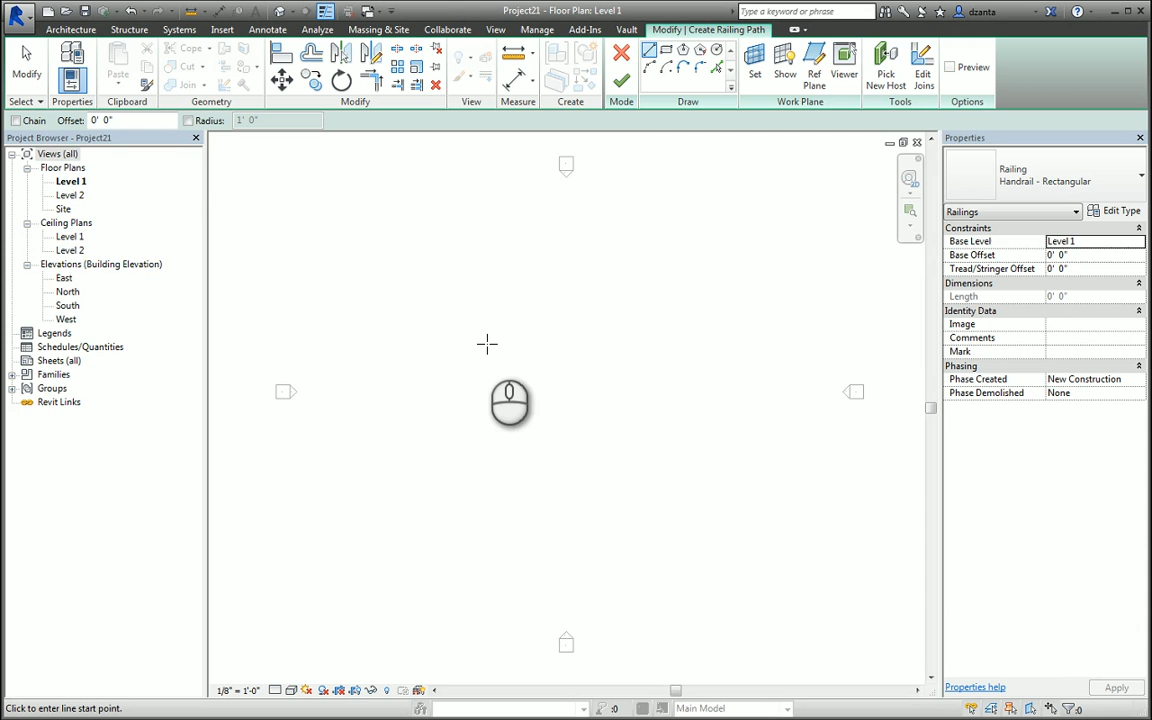 Project21 - Floor Plan: Level 1
Type a keyword or phrase
dzanta
Architecture Structure Systems Insert Annotate Analyze Massing & Site Collaborate View Manage Add-Ins Vault Modify | Create Railing Path
Modify
Paste
Cope
Cut
Join
Set
Show
Ref
Plane
Viewer
Pick
New Host
Edit
Joins
Preview
Select Properties Clipboard Geometry Modify View Measure Create Mode Draw Work Plane Tools Options
Chain Offset: 0' 0" Radius: 1' 0"
Project Browser - Project21
Views (all)
Floor Plans
Level 1
Level 2
Site
Ceiling Plans
Level 1
Level 2
Elevations (Building Elevation)
East
North
South
West
Legends
Schedules/Quantities
Sheets (all)
Families
Groups
Revit Links
2D
Properties
Railing
Handrail - Rectangular
Railings Edit Type
Constraints
Base Level Level 1
Base Offset 0' 0"
Tread/Stringer Offset 0' 0"
Dimensions
Length 0' 0"
Identity Data
Image
Comments
Mark
Phasing
Phase Created New Construction
Phase Demolished None
Properties help Apply
1/8" = 1'-0"
Click to enter line start point. :0 Main Model :0